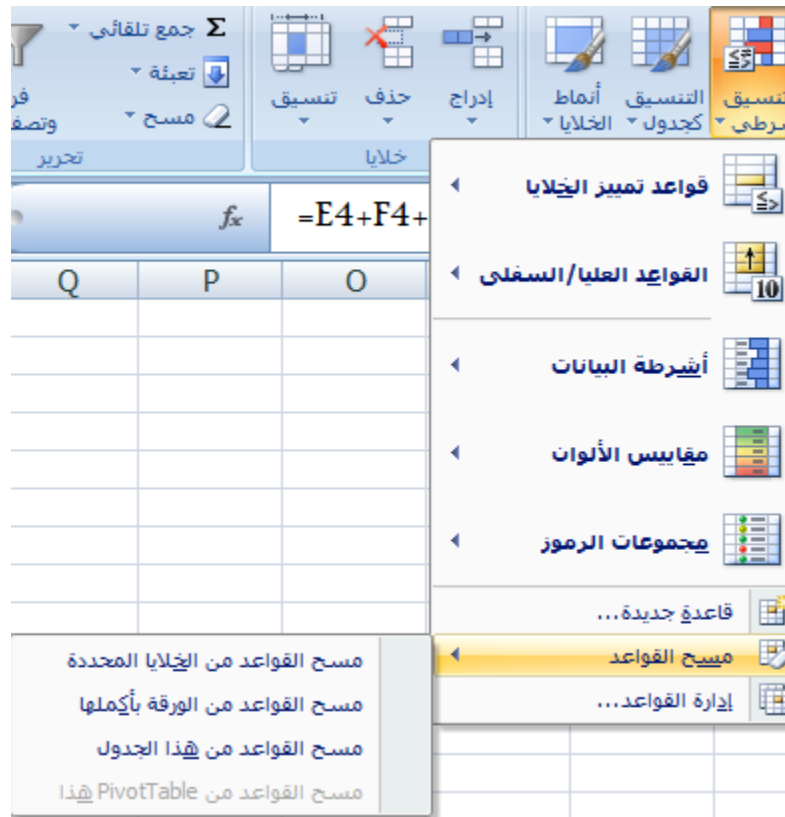 Σ جمع تلقائي
تعبئة
مسح
تنسيق
حذف
إدراج
أنماط الخلايا
التنسيق كجدول
تحرير
خلايا
fx
=E4+F4+
Q P O
قواعد تمييز الخلايا
القواعد العليا/السفلى
10
أشرطة البيانات
مقاييس الألوان
مجموعات الرموز
قاعدة جديدة...
مسح القواعد
إدارة القواعد...
مسح القواعد من الخلايا المحددة
مسح القواعد من الورقة بأكملها
مسح القواعد من هذا الجدول
مسح القواعد من PivotTable هذا